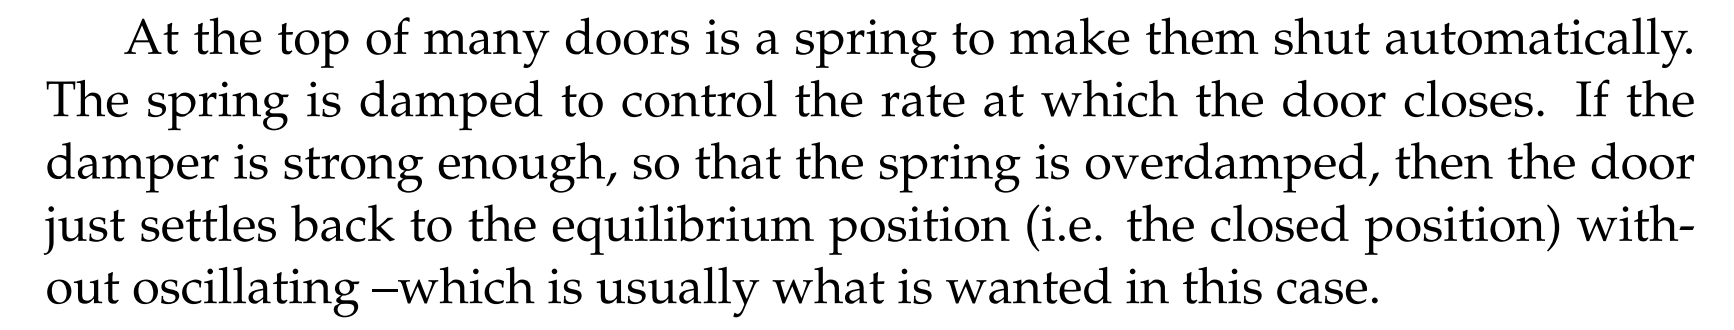 At the top of many doors is a spring to make them shut automatically.
The spring is damped to control the rate at which the door closes. If the
damper is strong enough, so that the spring is overdamped, then the door
just settles back to the equilibrium position (i.e. the closed position) with-
out oscillating –which is usually what is wanted in this case.